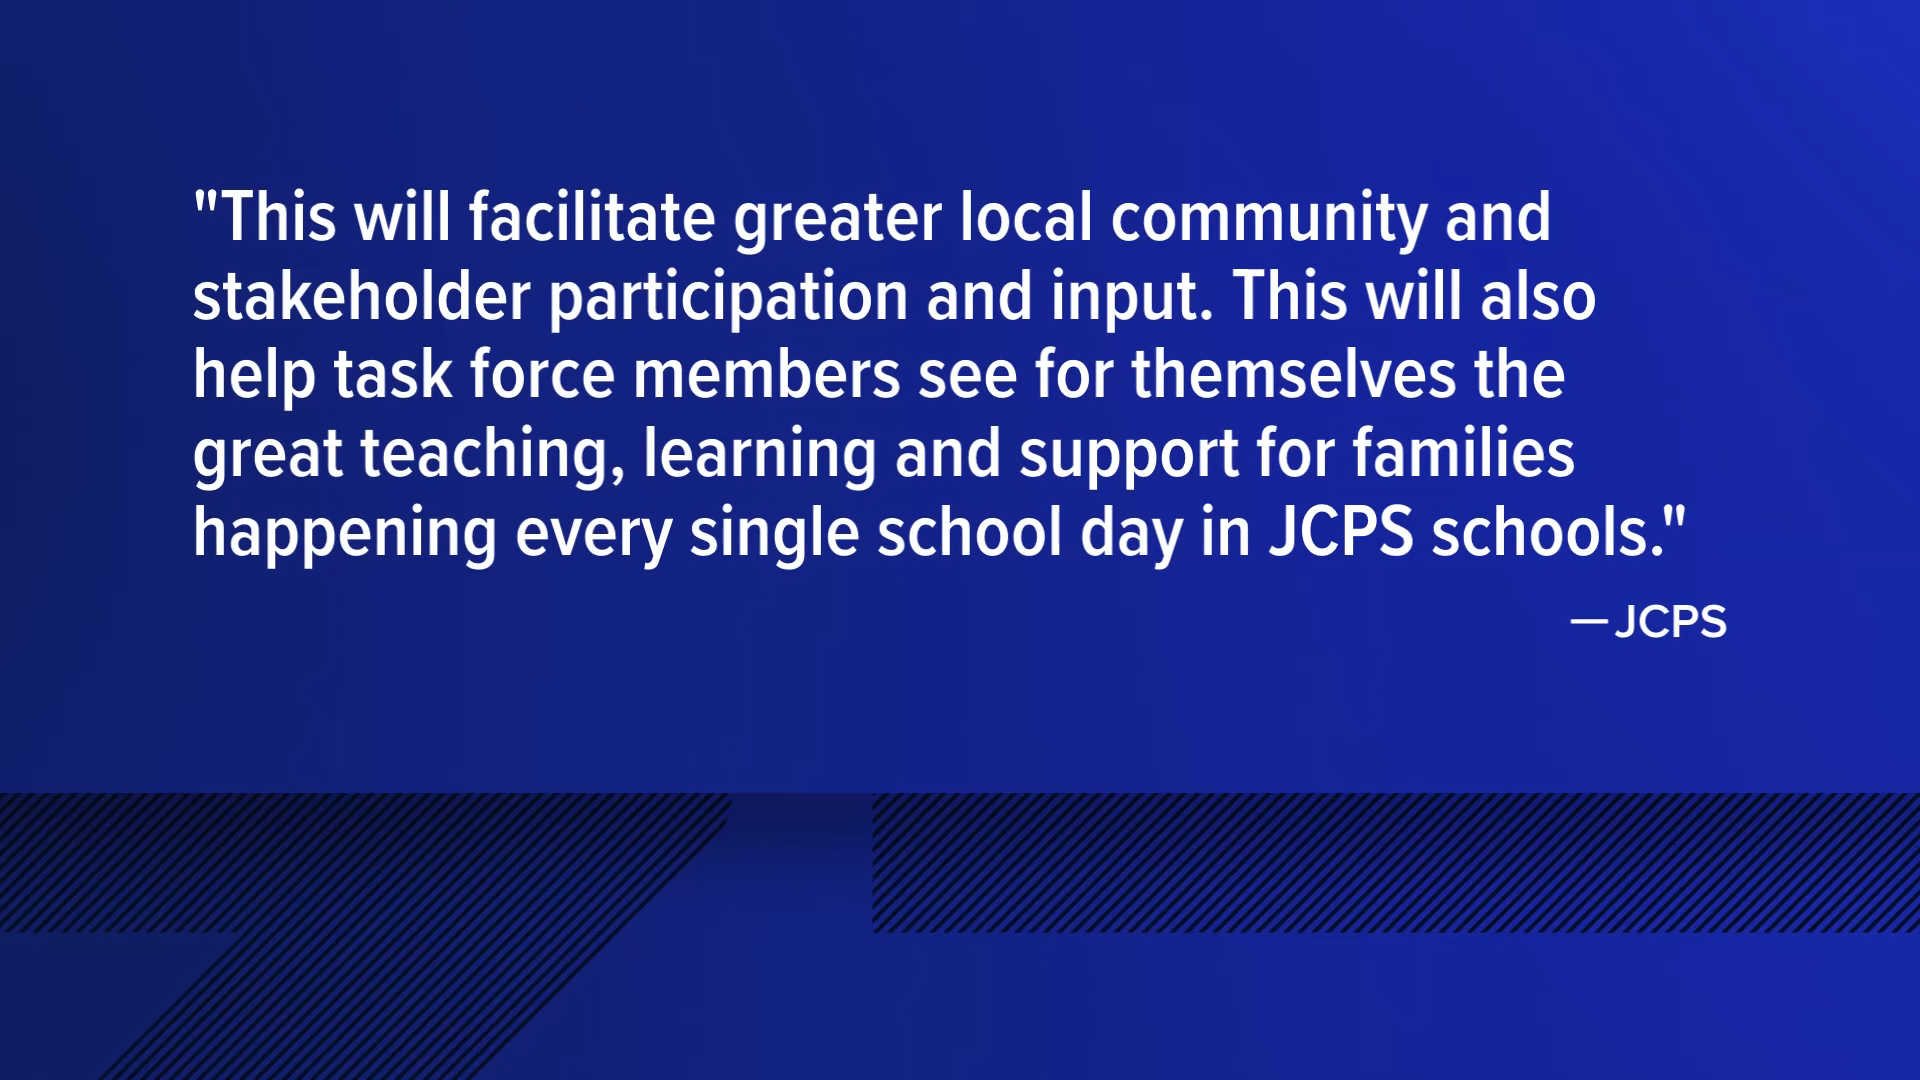 "This will facilitate greater local community and
stakeholder participation and input. This will also
help task force members see for themselves the
great teaching, learning and support for families
happening every single school day in JCPS schools."
— JCPS